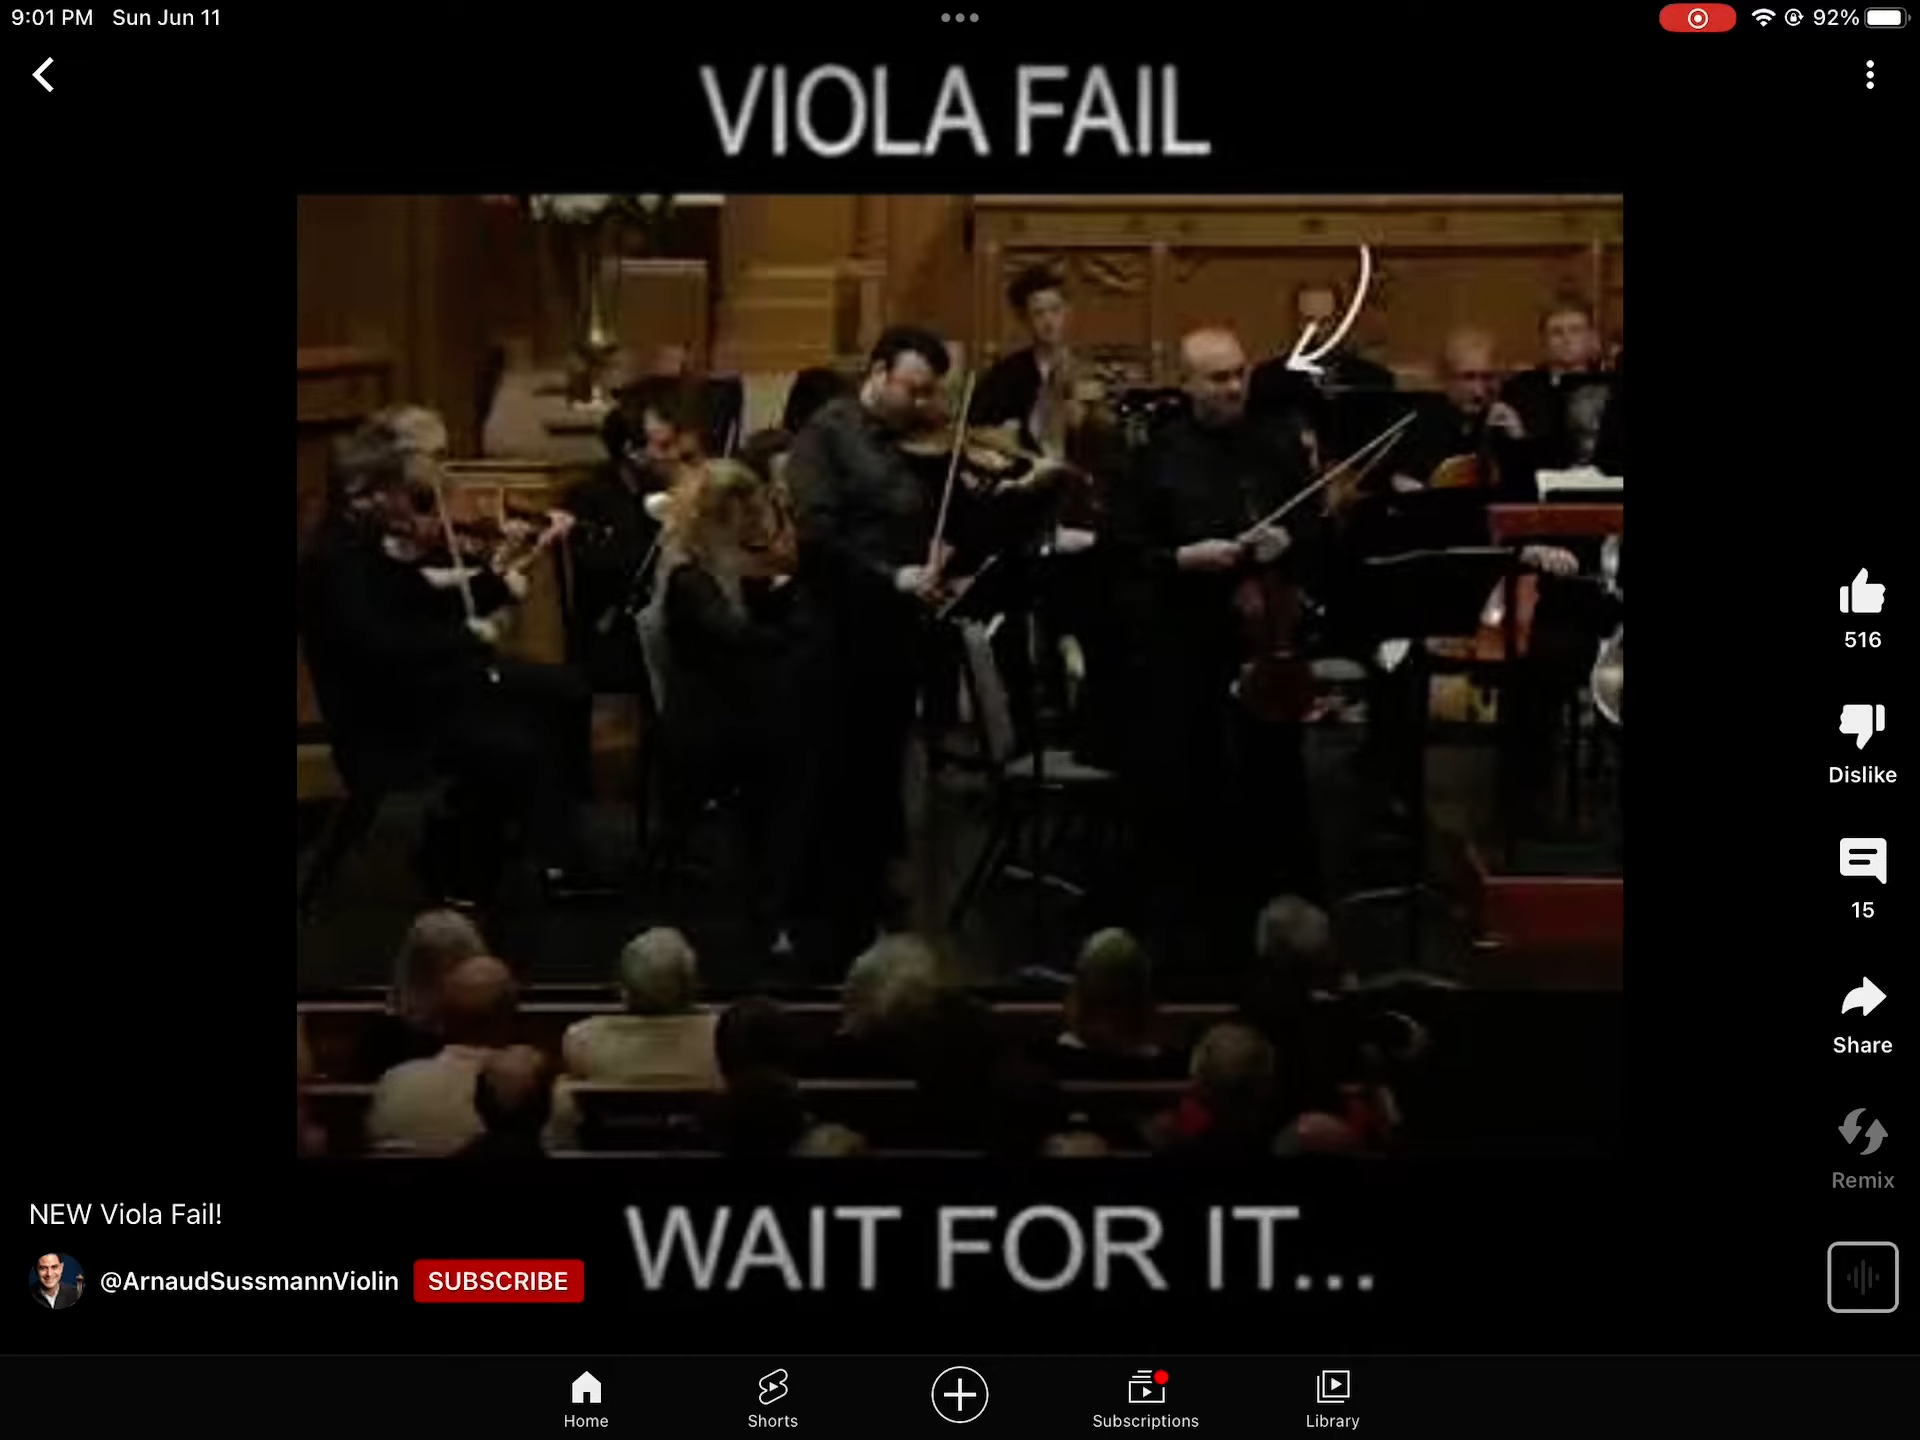 9:01 PM Sun Jun 11
92%
VIOLA FAIL
516
Dislike
15
Share
Remix
NEW Viola Fail!
@ArnaudSussmannViolin SUBSCRIBE
WAIT FOR IT...
Home Shorts Subscriptions Library